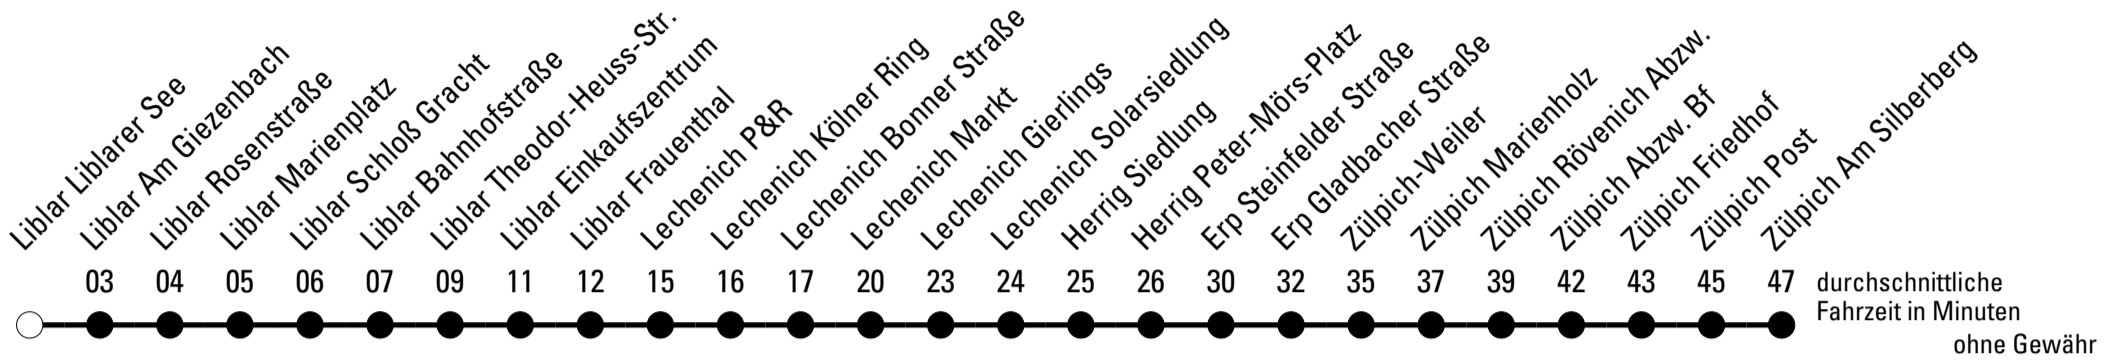 Liblar Liblarer See
Liblar Am Giezenbach
Liblar Rosenstraße
Liblar Marienplatz
Liblar Schloß Gracht
Liblar Bahnhofstraße
Liblar Theodor-Heuss-Str.
Liblar Einkaufszentrum
Liblar Frauenthal
Lechenich P&R
Lechenich Kölner Ring
Lechenich Bonner Straße
Lechenich Markt
Lechenich Gierlings
Lechenich Solarsiedlung
Herrig Siedlung
Herrig Peter-Mörs-Platz
Erp Steinfelder Straße
Erp Gladbacher Straße
Zülpich-Weiler
Zülpich Marienholz
Zülpich Rövenich Abzw.
Zülpich Abzw. Bf
Zülpich Friedhof
Zülpich Post
Zülpich Am Silberberg
03 04 05 06 07 09 11 12 15 16 17 20 23 24 25 26 30 32 35 37 39 42 43 45 47
durchschnittliche
Fahrzeit in Minuten
ohne Gewähr